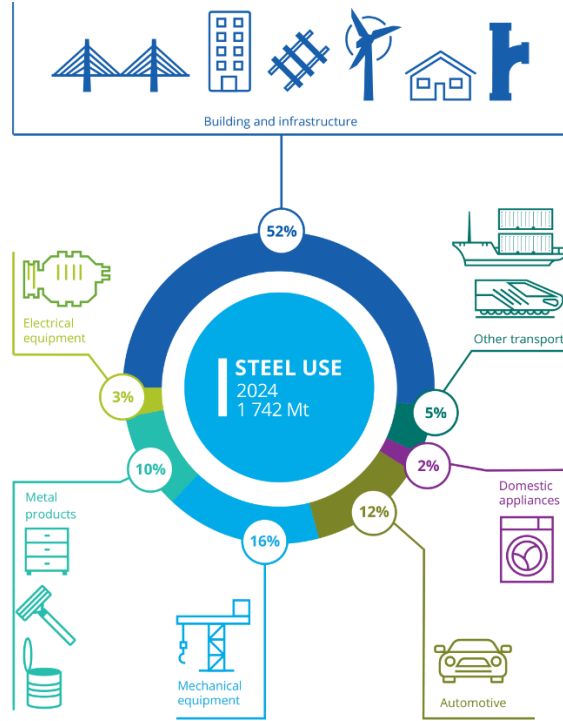 Building and infrastructure
52%
Electrical
equipment
Other transport
STEEL USE
2024
1 742 Mt
3%
5%
10%
2%
Metal
products
Domestic
appliances
12%
16%
Mechanical
equipment
Automotive